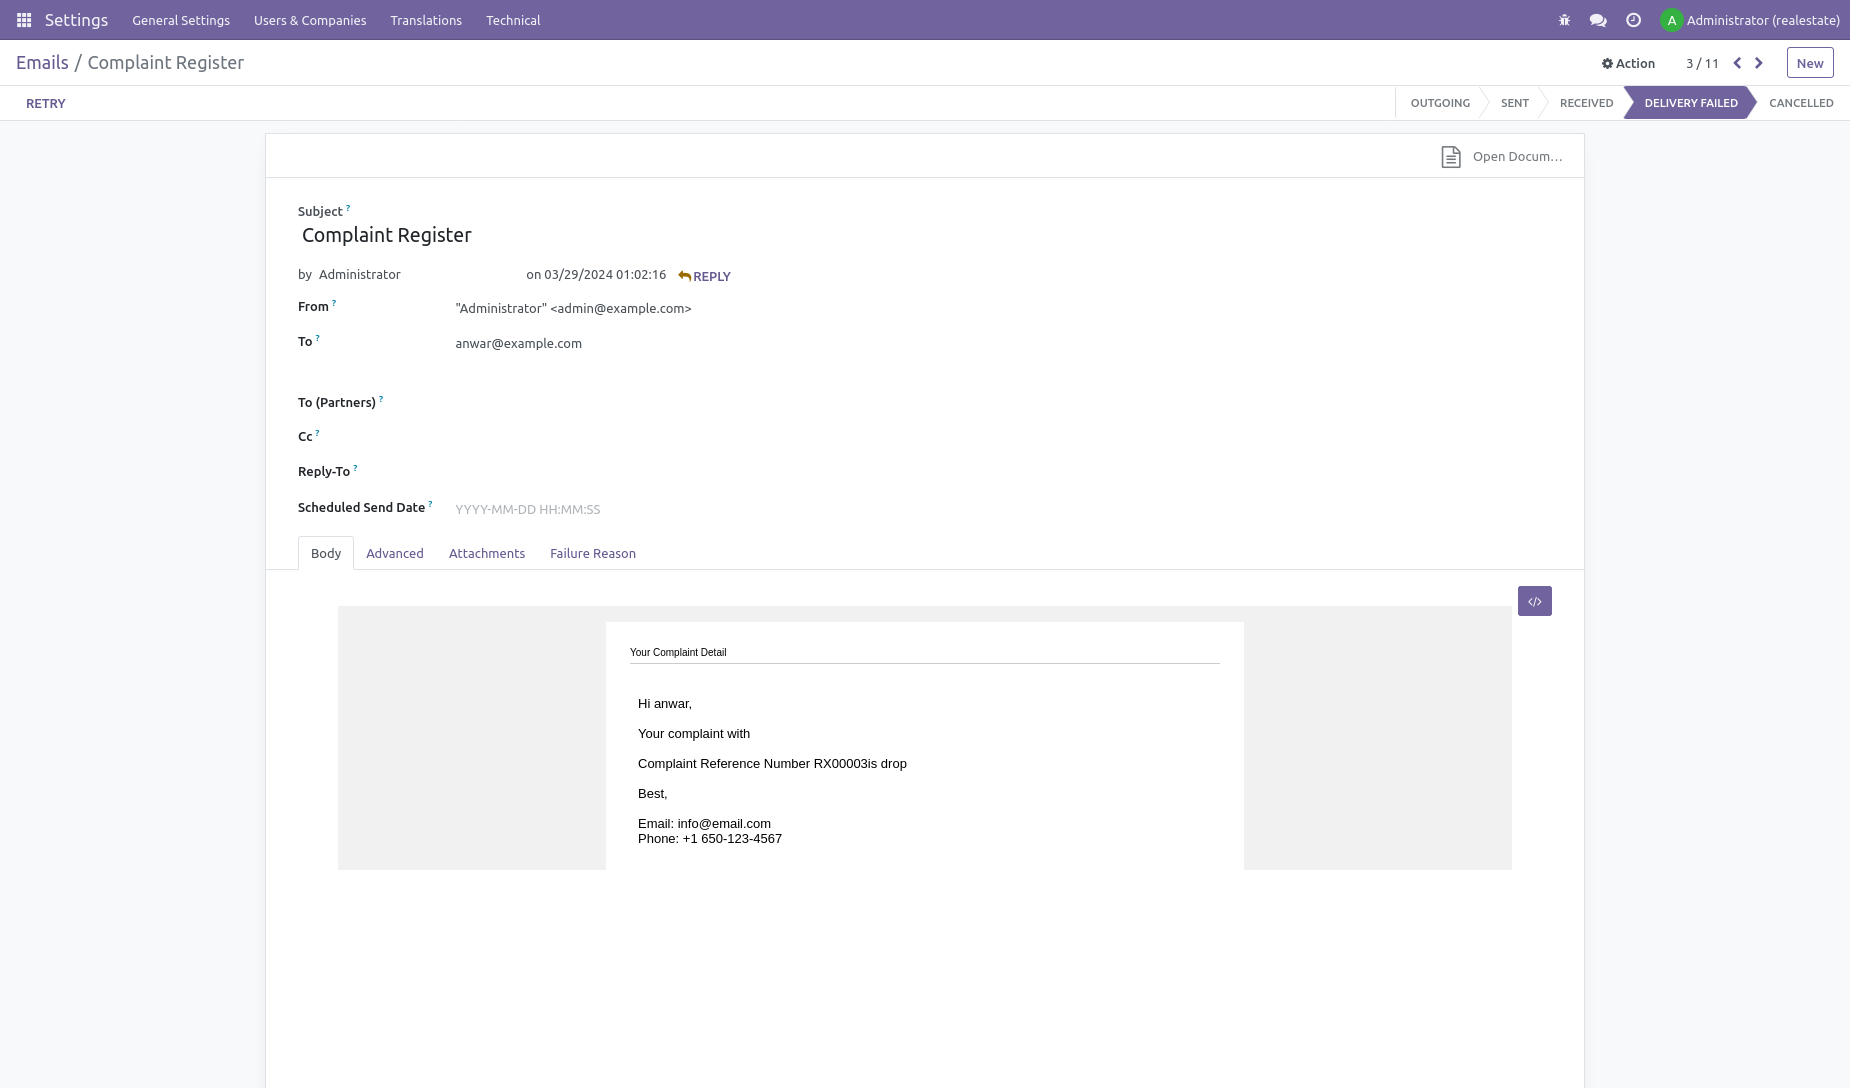 Settings General Settings Users & Companies Translations Technical A Administrator (realestate)
Emails / Complaint Register Action 3 / 11 New
RETRY OUTGOING SENT RECEIVED DELIVERY FAILED CANCELLED
Open Docum...
Subject ?
Complaint Register
by Administrator on 03/29/2024 01:02:16 REPLY
From ? "Administrator" <admin@example.com>
To ? anwar@example.com
To (Partners) ?
Cc ?
Reply-To ?
Scheduled Send Date ? YYYY-MM-DD HH:MM:SS
Body Advanced Attachments Failure Reason
</>
Your Complaint Detail
Hi anwar,
Your complaint with
Complaint Reference Number RX00003is drop
Best,
Email: info@email.com
Phone: +1 650-123-4567